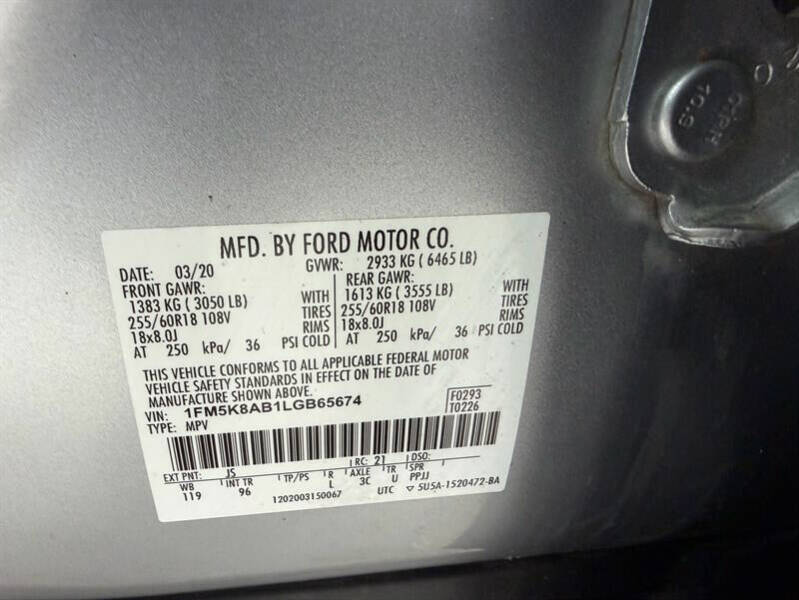 MFD. BY FORD MOTOR CO.
DATE: 03/20 GVWR: 2933 KG ( 6465 LB)
FRONT GAWR: REAR GAWR:
1383 KG ( 3050 LB) WITH 1613 KG ( 3555 LB) WITH
255/60R18 108V TIRES 255/60R18 108V TIRES
18x8.0J RIMS 18x8.0J RIMS
AT 250 kPa/ 36 PSI COLD AT 250 kPa/ 36 PSI COLD
THIS VEHICLE CONFORMS TO ALL APPLICABLE FEDERAL MOTOR
VEHICLE SAFETY STANDARDS IN EFFECT ON THE DATE OF
MANUFACTURE SHOWN ABOVE.
VIN: 1FM5K8AB1LGB65674 F0293
TYPE: MPV T0226
EXT PNT: JS RC: 21 DSO:
WB INT TR TP/PS R AXLE TR SPR
119 96 L 3C U PPJJ
1202003150067 UTC ▽ 5U5A-1520472-BA
10.9